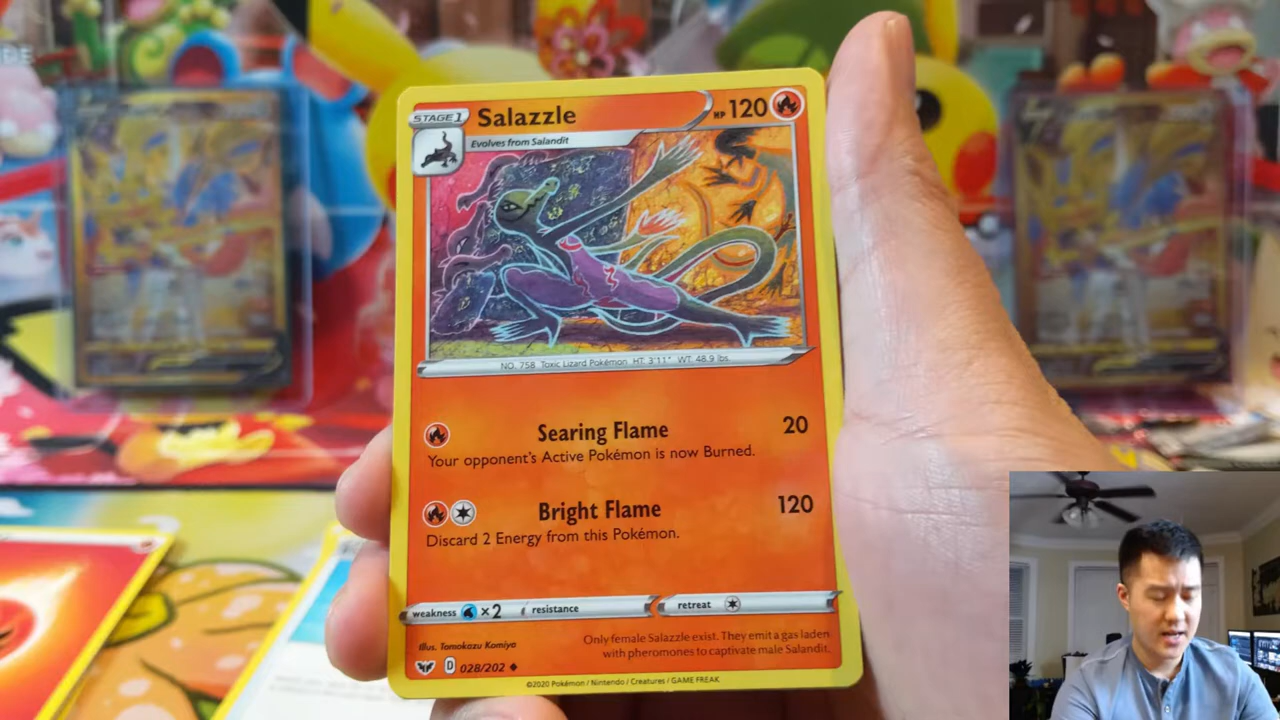 STAGE 1
Salazzle
HP 120
Evolves from Salandit
NO. 758 Toxic Lizard Pokémon HT: 3'11" WT: 48.9 lbs.
Searing Flame 20
Your opponent's Active Pokémon is now Burned.
Bright Flame 120
Discard 2 Energy from this Pokémon.
weakness ×2 resistance retreat
Illus. Tomokazu Komiya
Only female Salazzle exist. They emit a gas laden
with pheromones to captivate male Salandit.
D 028/202
©2020 Pokémon / Nintendo / Creatures / GAME FREAK